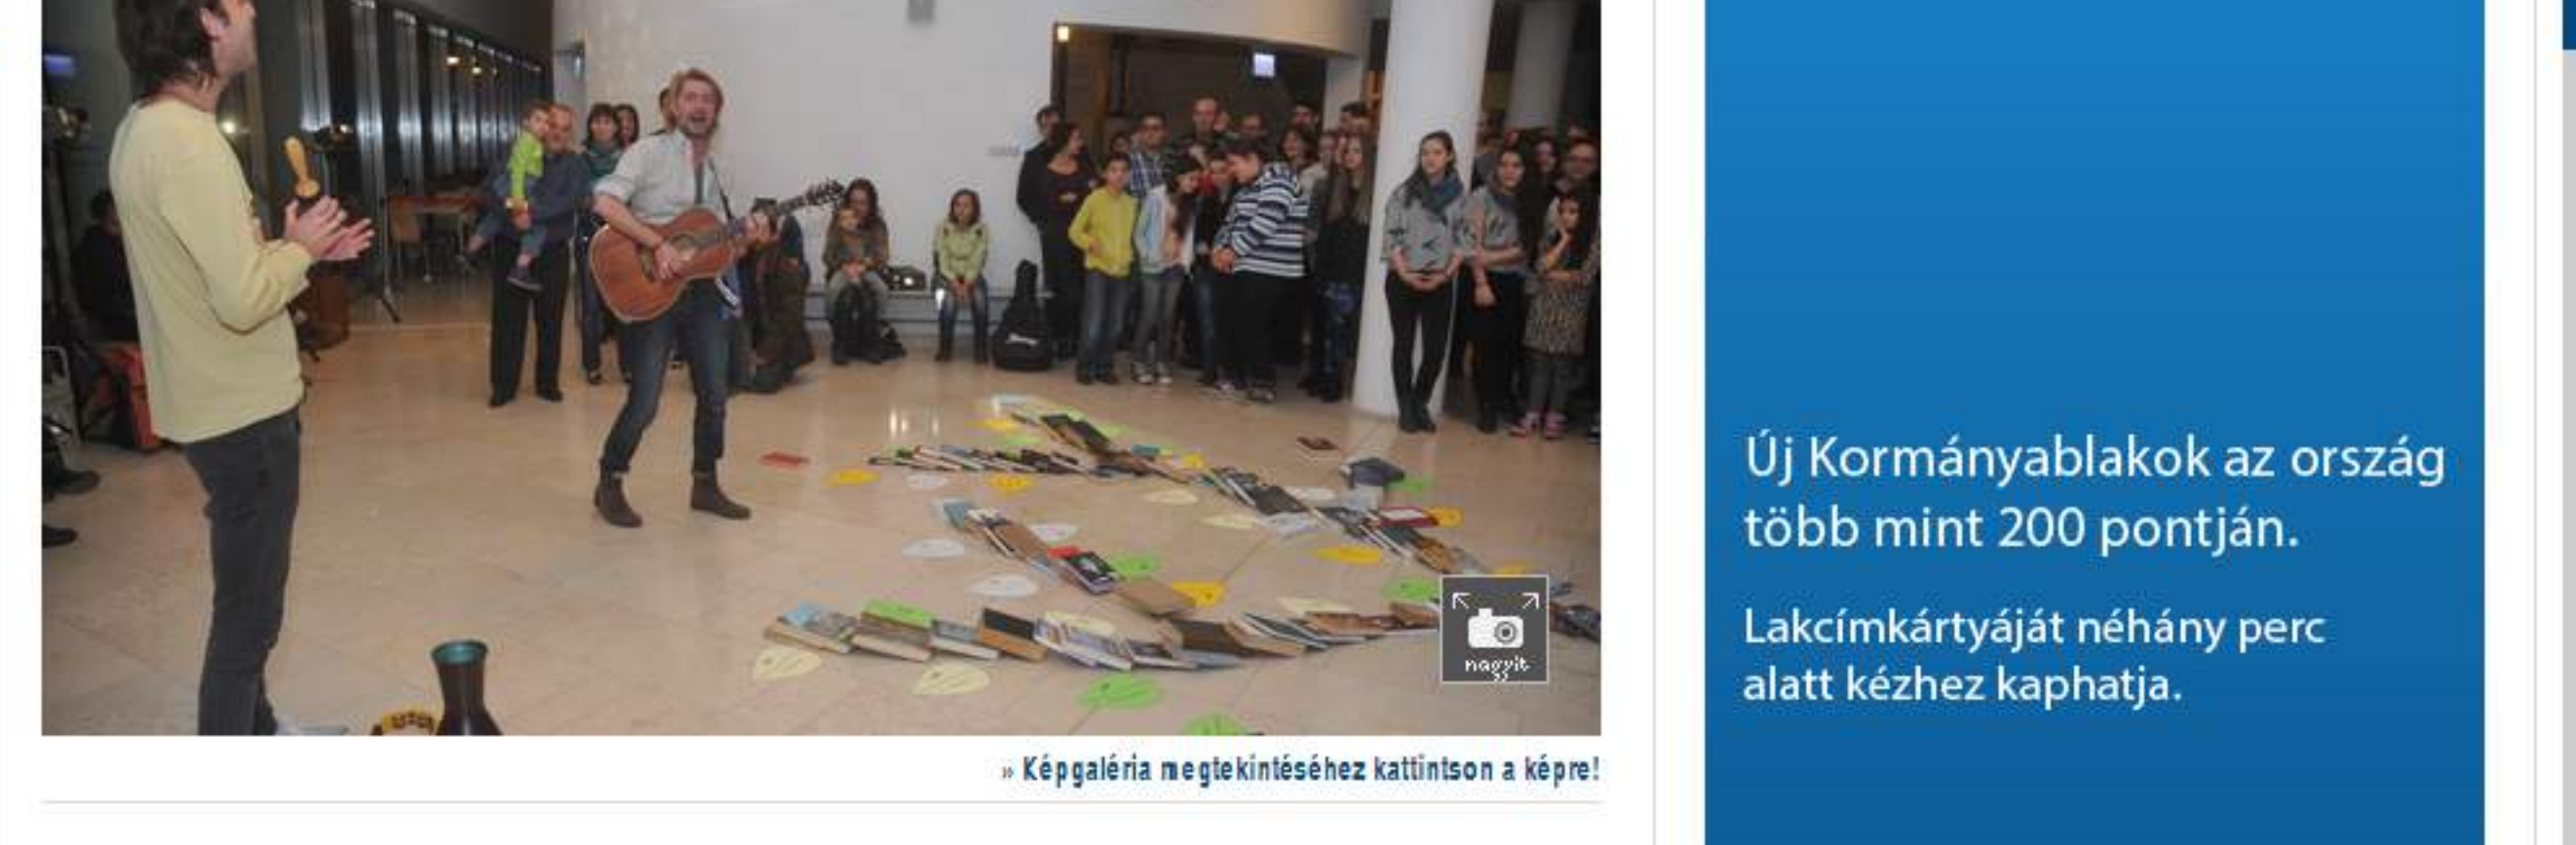 nagyít
» Képgaléria megtekintéséhez kattintson a képre!
Új Kormányablakok az ország
több mint 200 pontján.
Lakcímkártyáját néhány perc
alatt kézhez kaphatja.